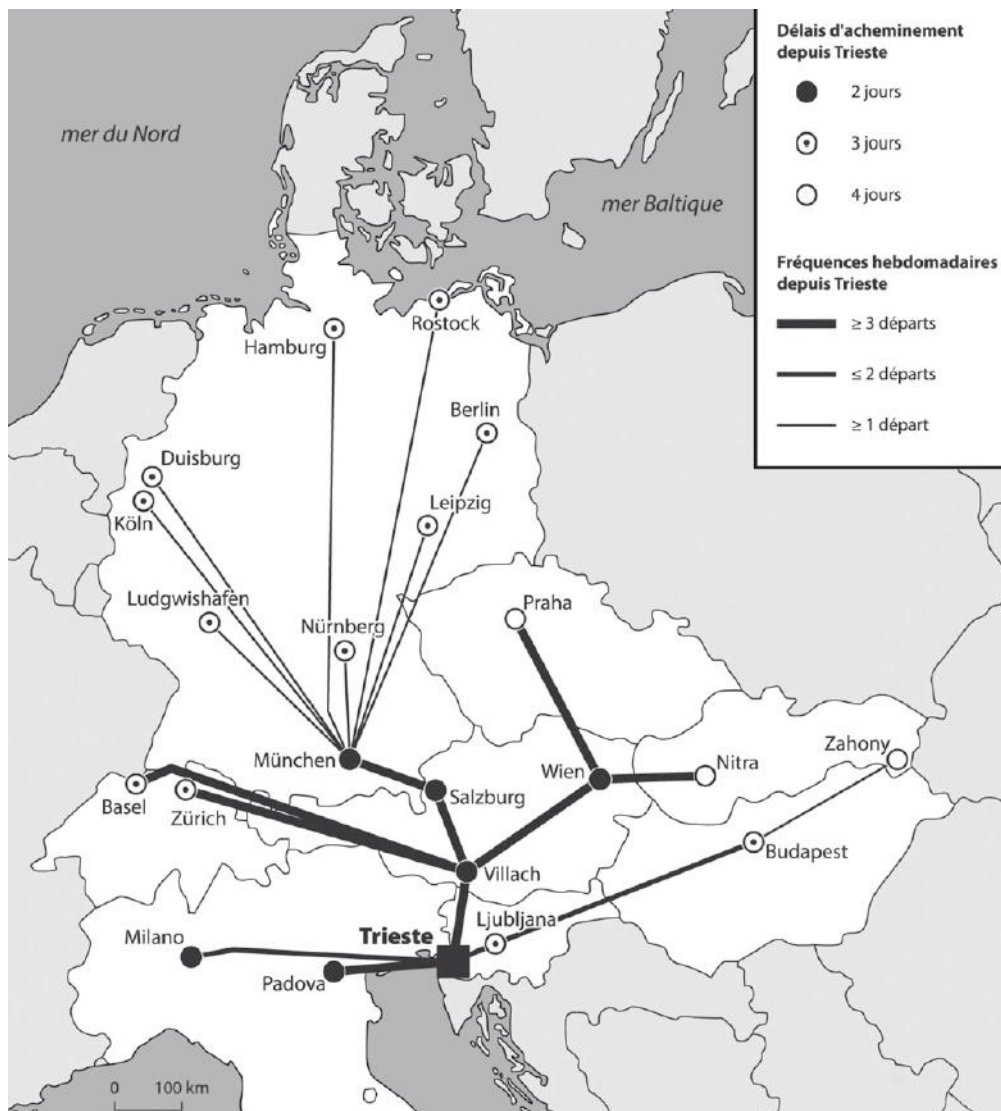 Délais d'acheminement
depuis Trieste
2 jours
3 jours
4 jours
Fréquences hebdomadaires
depuis Trieste
≥ 3 départs
≤ 2 départs
≥ 1 départ
mer du Nord
mer Baltique
Rostock
Hamburg
Berlin
Duisburg
Leipzig
Köln
Ludgwishafen
Praha
Nürnberg
München
Wien
Nitra
Zahony
Basel
Zürich
Salzburg
Budapest
Villach
Ljubljana
Milano
Trieste
Padova
0 100 km